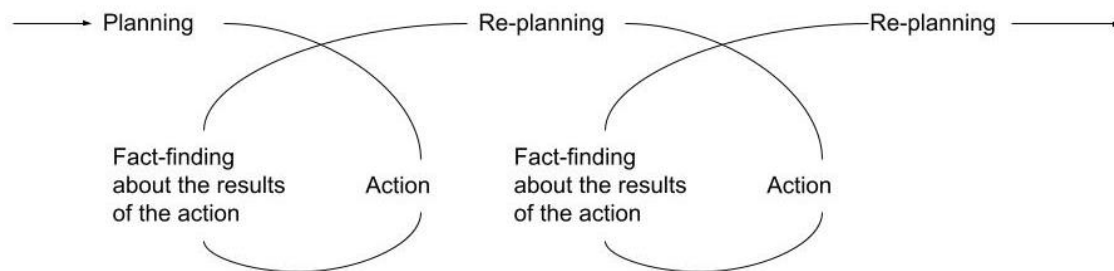 Planning
Re-planning
Re-planning
Fact-finding
about the results
of the action
Action
Fact-finding
about the results
of the action
Action